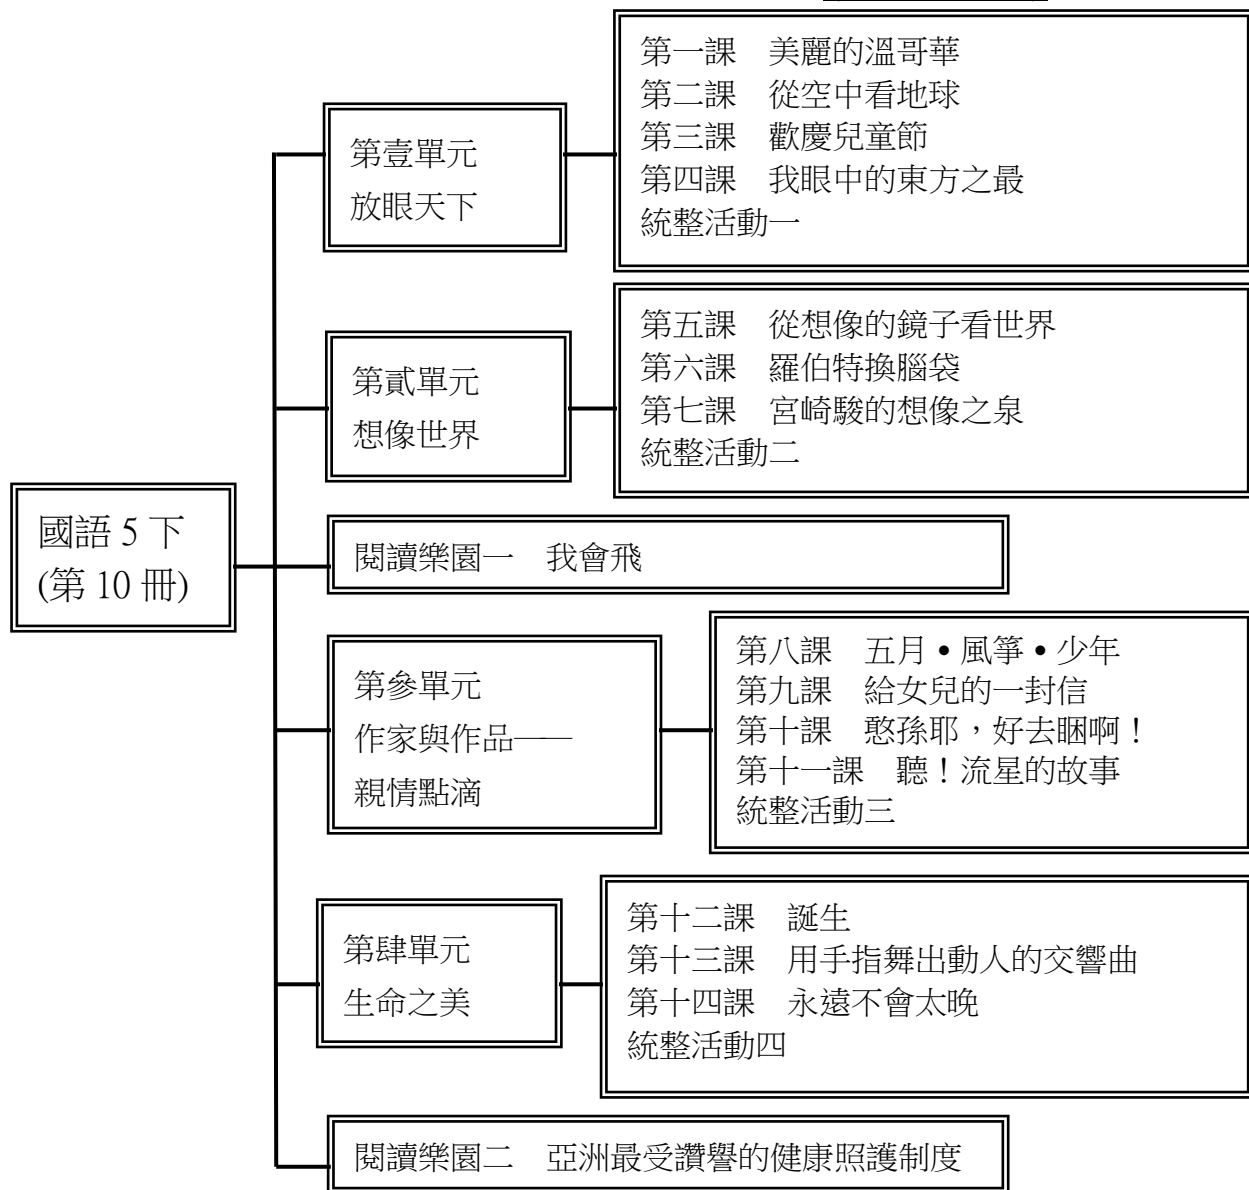 國語 5 下
(第 10 冊)
第壹單元
放眼天下
第一課　美麗的溫哥華
第二課　從空中看地球
第三課　歡慶兒童節
第四課　我眼中的東方之最
統整活動一
第貳單元
想像世界
第五課　從想像的鏡子看世界
第六課　羅伯特換腦袋
第七課　宮崎駿的想像之泉
統整活動二
閱讀樂園一　我會飛
第參單元
作家與作品——
親情點滴
第八課　五月•風箏•少年
第九課　給女兒的一封信
第十課　憨孫耶，好去睏啊！
第十一課　聽！流星的故事
統整活動三
第肆單元
生命之美
第十二課　誕生
第十三課　用手指舞出動人的交響曲
第十四課　永遠不會太晚
統整活動四
閱讀樂園二　亞洲最受讚譽的健康照護制度